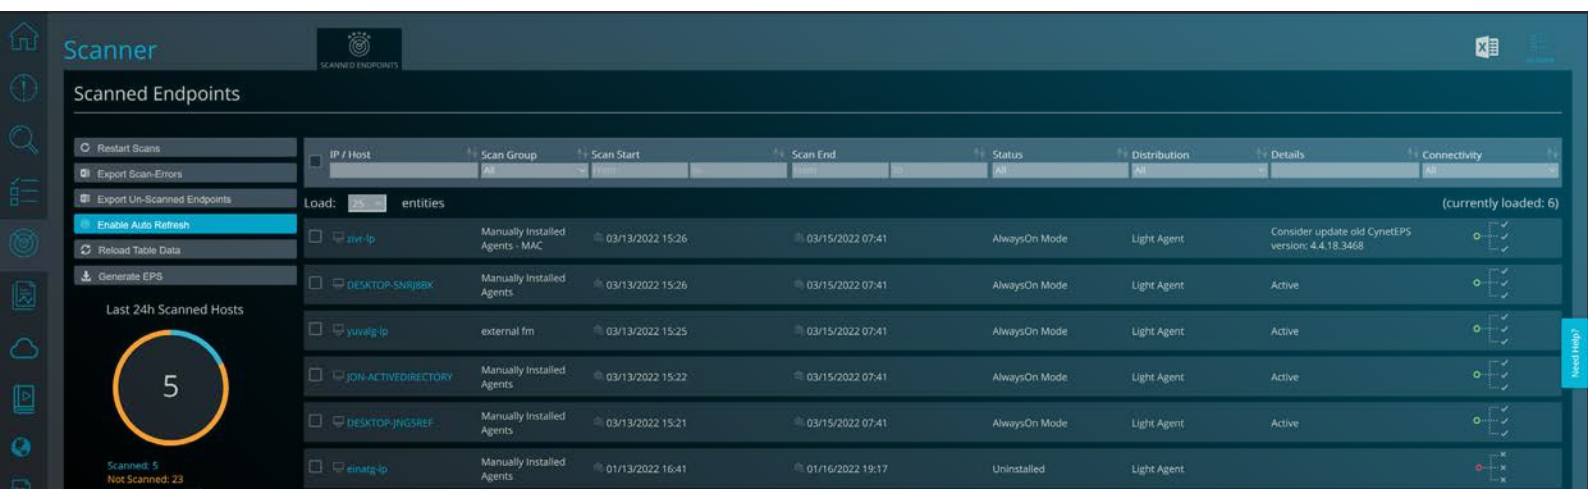 Scanner
SCANNED ENDPOINTS
Scanned Endpoints
Restart Scans
Export Scan-Errors
Export Un-Scanned Endpoints
Enable Auto Refresh
Reload Table Data
Generate EPS
Last 24h Scanned Hosts
5
Scanned: 5
Not Scanned: 23
IP / Host Scan Group Scan Start Scan End Status Distribution Details Connectivity
All From to From to All All All
Load: 25 entities (currently loaded: 6)
zivr-lp Manually Installed Agents - MAC 03/13/2022 15:26 03/15/2022 07:41 AlwaysOn Mode Light Agent Consider update old CynetEPS version: 4.4.18.3468
DESKTOP-5NRJ8BK Manually Installed Agents 03/13/2022 15:26 03/15/2022 07:41 AlwaysOn Mode Light Agent Active
yuvalg-lp external fm 03/13/2022 15:25 03/15/2022 07:41 AlwaysOn Mode Light Agent Active
JON-ACTIVEDIRECTORY Manually Installed Agents 03/13/2022 15:22 03/15/2022 07:41 AlwaysOn Mode Light Agent Active
DESKTOP-JNGSREF Manually Installed Agents 03/13/2022 15:21 03/15/2022 07:41 AlwaysOn Mode Light Agent Active
einatg-lp Manually Installed Agents 01/13/2022 16:41 01/16/2022 19:17 Uninstalled Light Agent
Need Help?